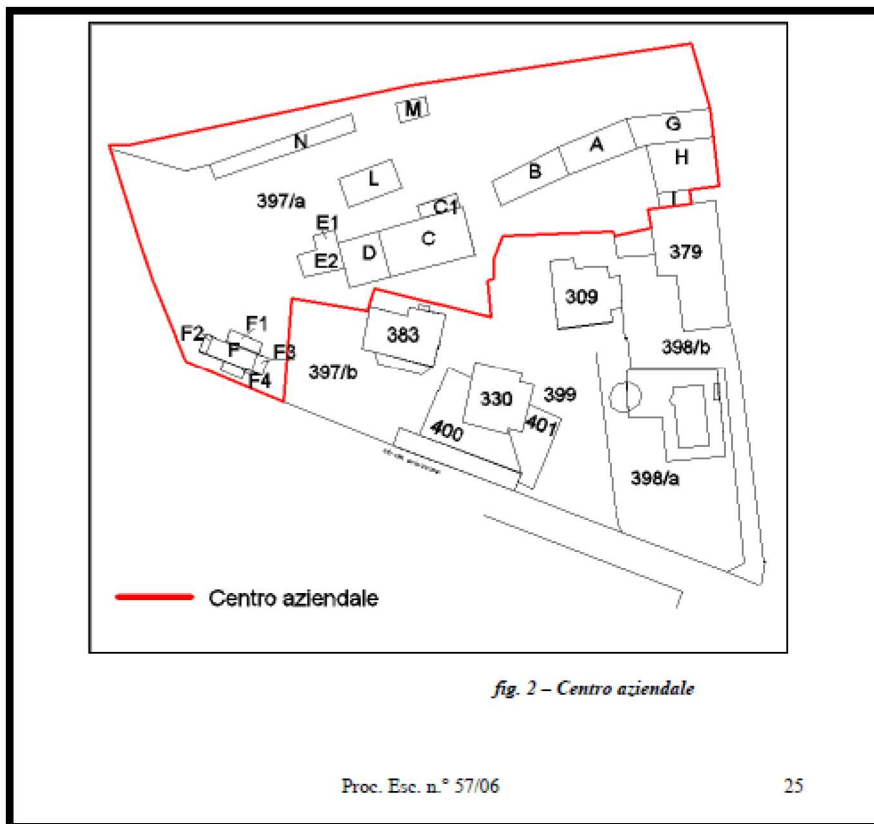 M
G
N
A
H
B
L
I
397/a
C1
E1
C
D
379
E2
309
F1
F2
383
398/b
F
F3
397/b
F4
330
399
401
400
398/a
Centro aziendale
fig. 2 – Centro aziendale
Proc. Esc. n.° 57/06 25